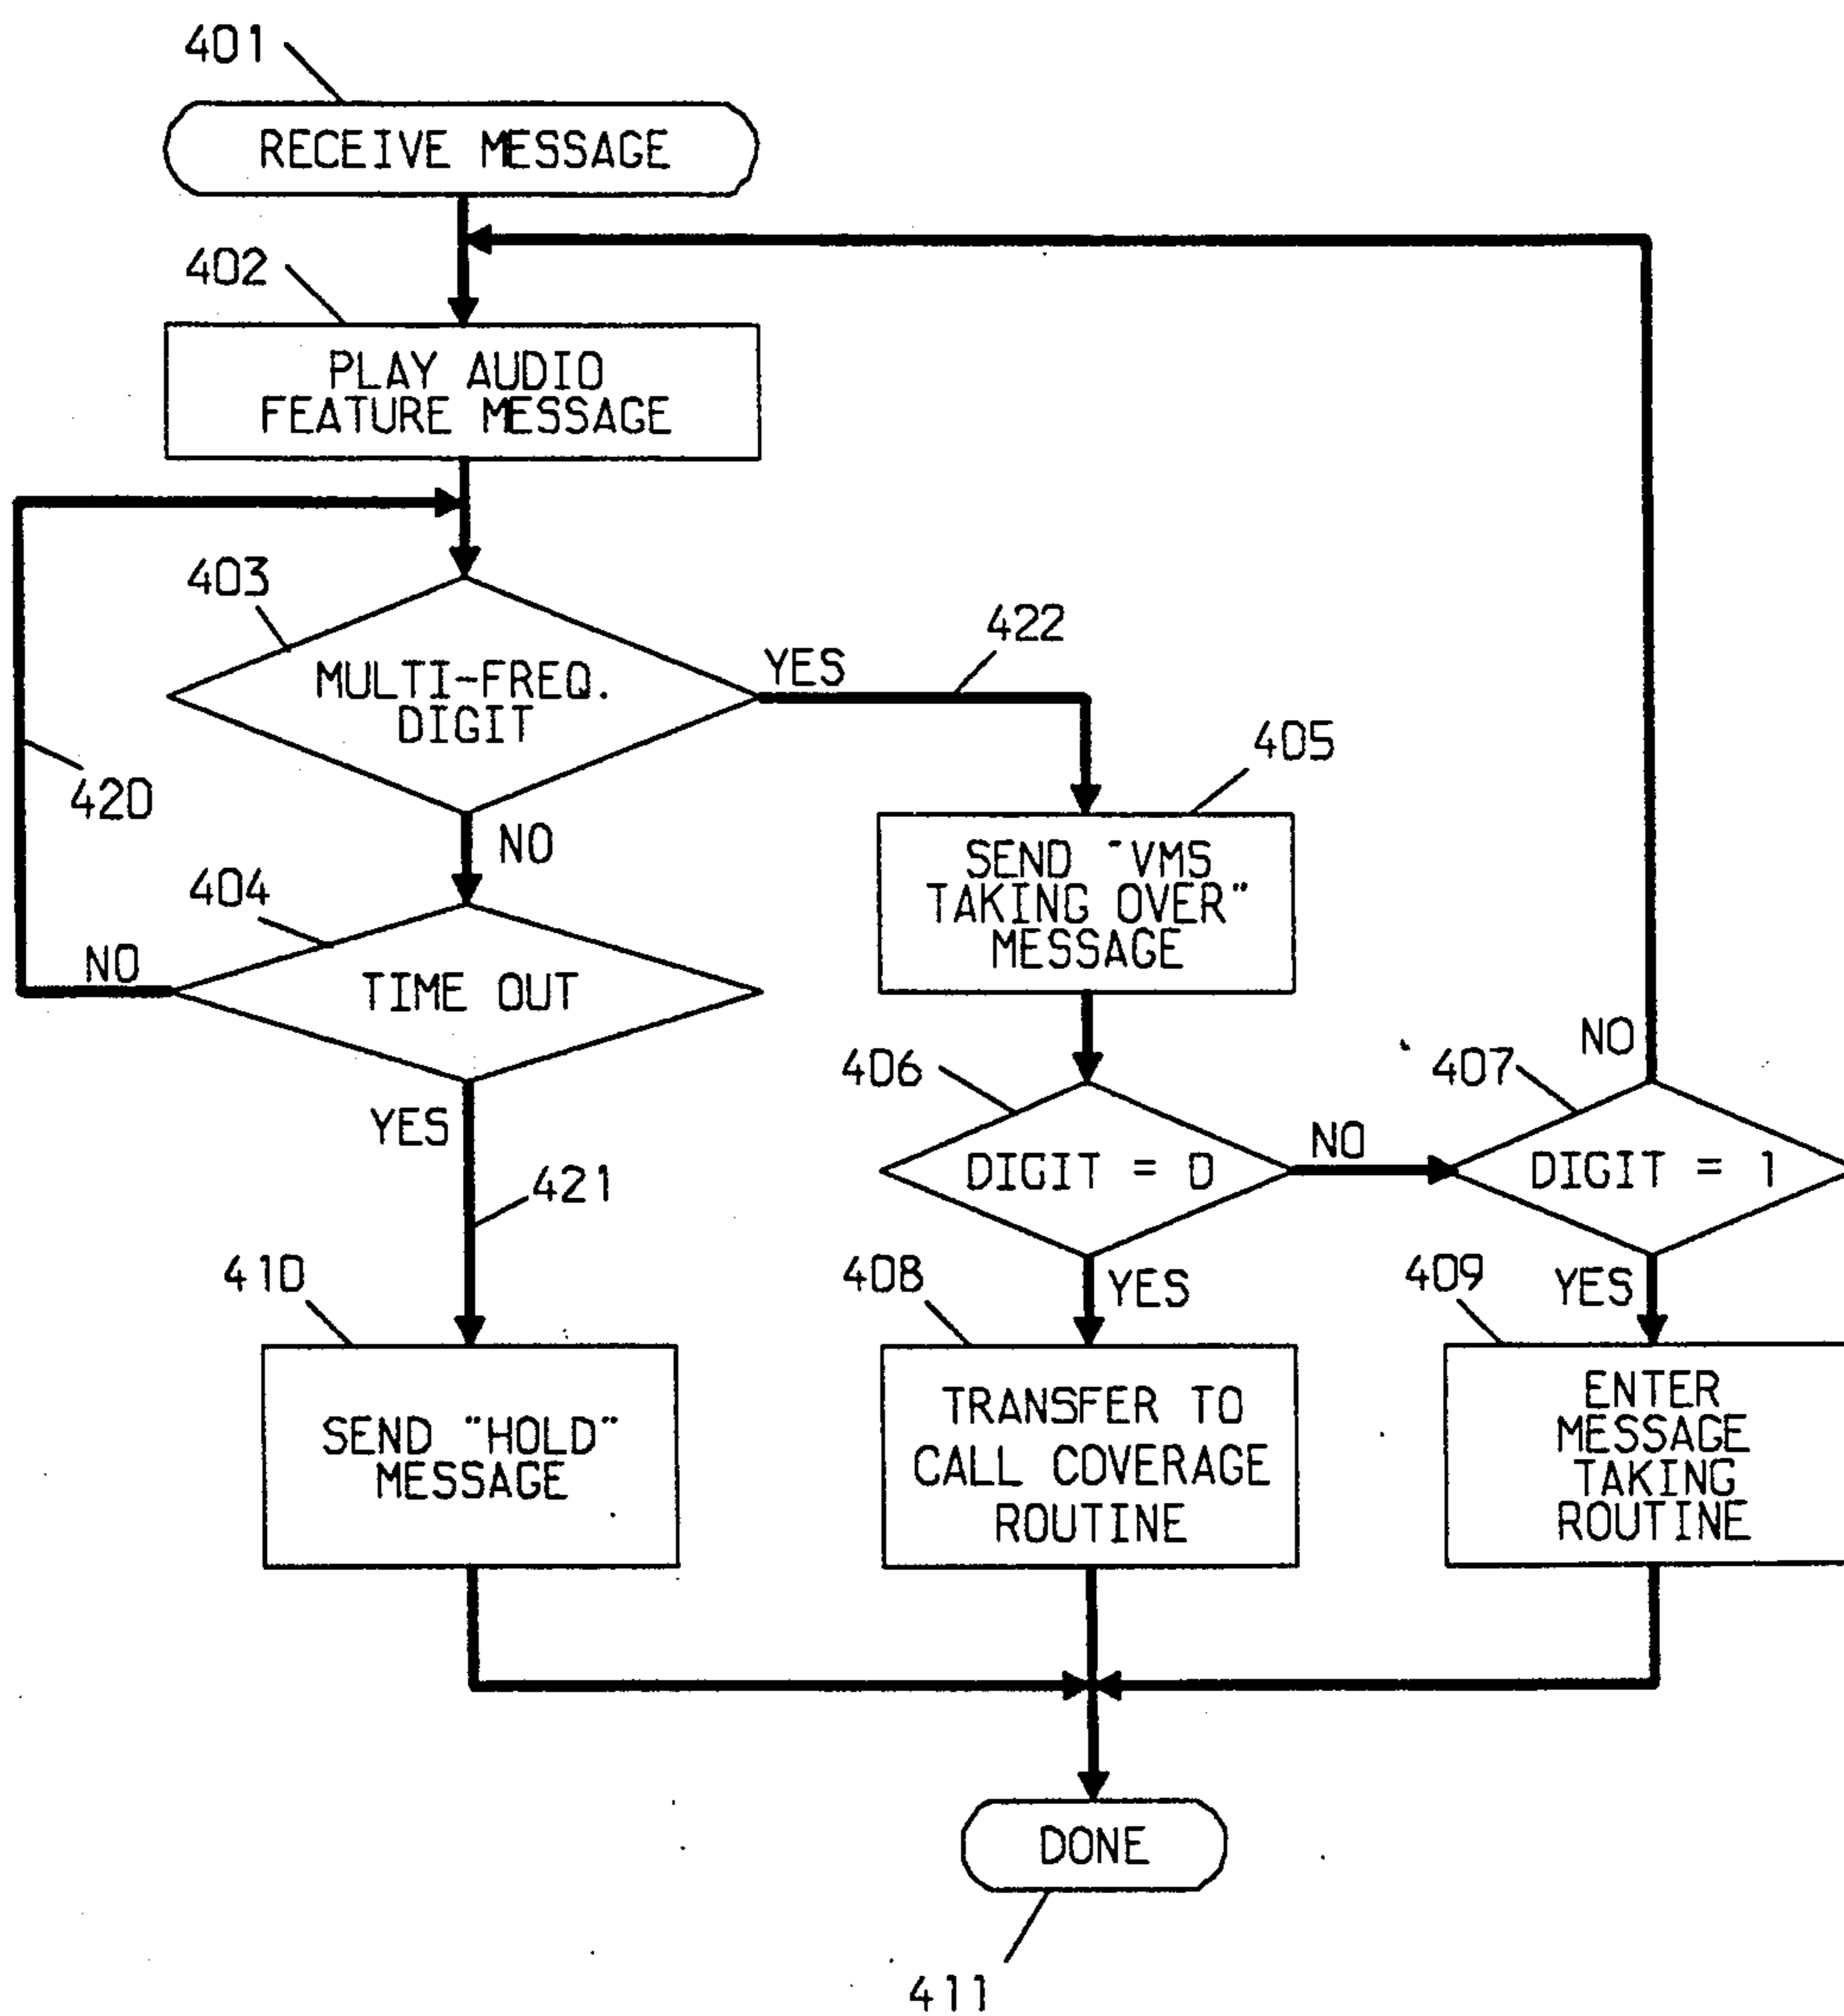 401
RECEIVE MESSAGE
402
PLAY AUDIO
FEATURE MESSAGE
403
MULTI-FREQ.
DIGIT
YES
422
420
NO
404
TIME OUT
NO
YES
421
405
SEND "VMS
TAKING OVER"
MESSAGE
406
DIGIT = 0
NO
407
DIGIT = 1
NO
410
SEND "HOLD"
MESSAGE
408
YES
TRANSFER TO
CALL COVERAGE
ROUTINE
409
YES
ENTER
MESSAGE
TAKING
ROUTINE
DONE
411